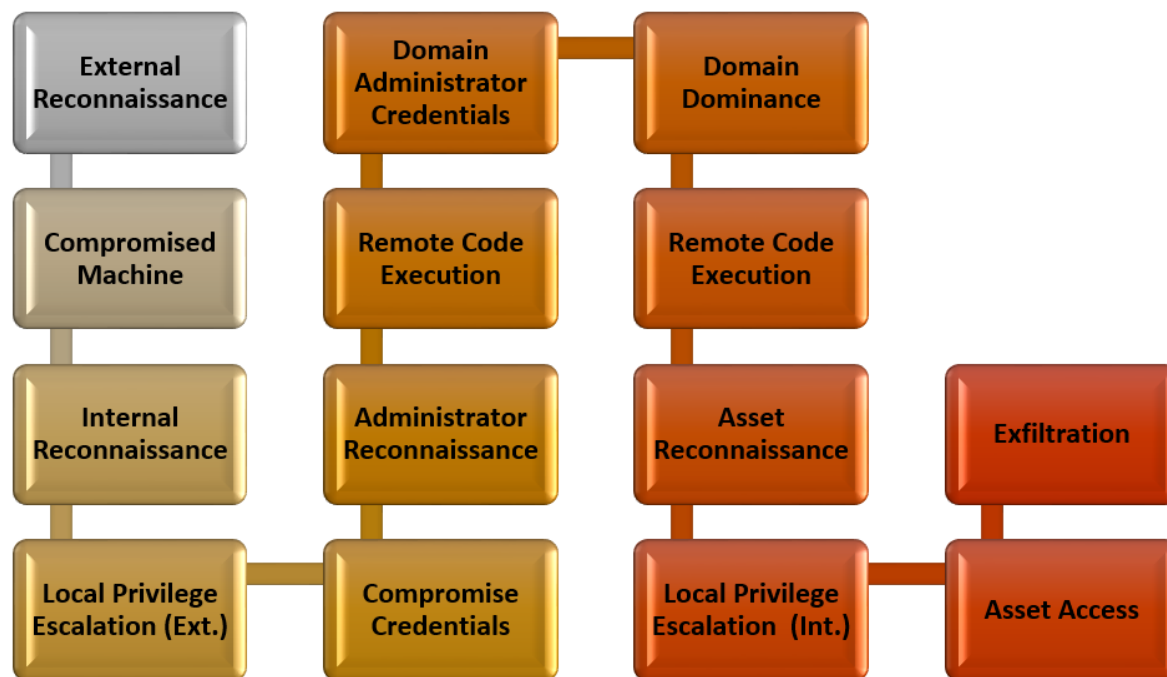 External
Reconnaissance
Compromised
Machine
Internal
Reconnaissance
Local Privilege
Escalation (Ext.)
Compromise
Credentials
Administrator
Reconnaissance
Remote Code
Execution
Domain
Administrator
Credentials
Domain
Dominance
Remote Code
Execution
Asset
Reconnaissance
Local Privilege
Escalation  (Int.)
Asset Access
Exfiltration